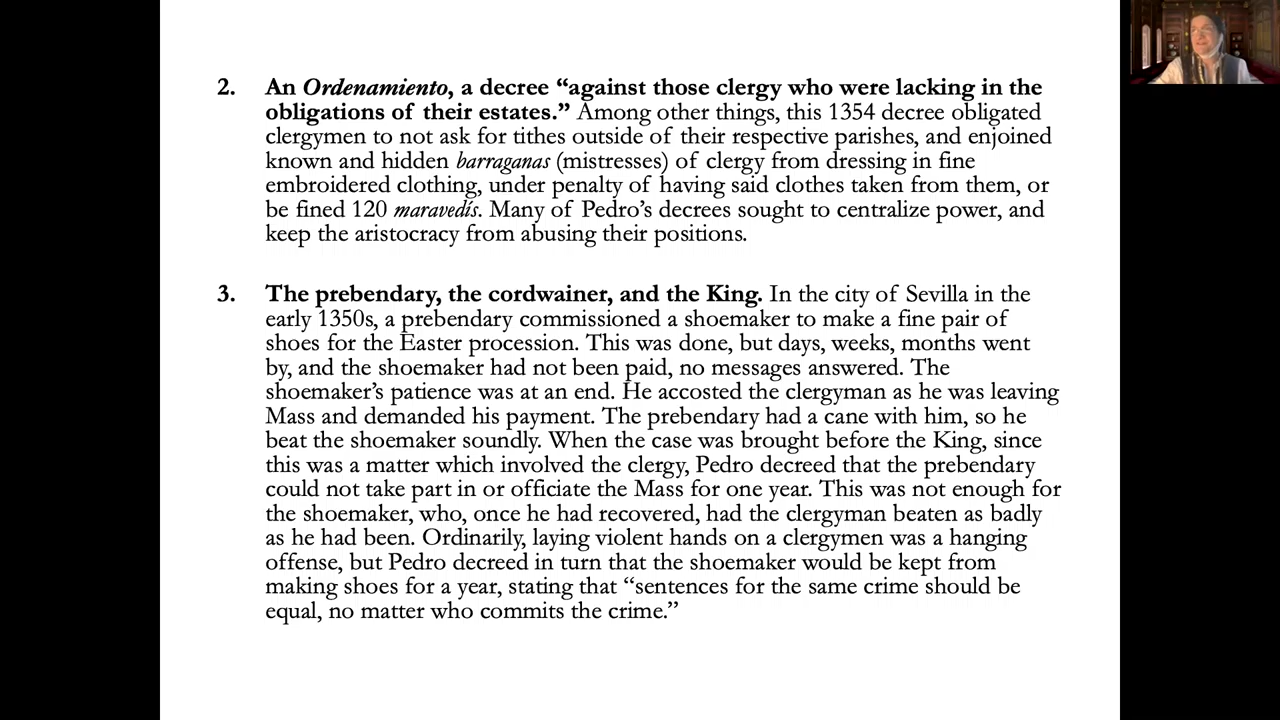 2. An Ordenamiento, a decree “against those clergy who were lacking in the
obligations of their estates.” Among other things, this 1354 decree obligated
clergymen to not ask for tithes outside of their respective parishes, and enjoined
known and hidden barraganas (mistresses) of clergy from dressing in fine
embroidered clothing, under penalty of having said clothes taken from them, or
be fined 120 maravedís. Many of Pedro’s decrees sought to centralize power, and
keep the aristocracy from abusing their positions.
3. The prebendary, the cordwainer, and the King. In the city of Sevilla in the
early 1350s, a prebendary commissioned a shoemaker to make a fine pair of
shoes for the Easter procession. This was done, but days, weeks, months went
by, and the shoemaker had not been paid, no messages answered. The
shoemaker’s patience was at an end. He accosted the clergyman as he was leaving
Mass and demanded his payment. The prebendary had a cane with him, so he
beat the shoemaker soundly. When the case was brought before the King, since
this was a matter which involved the clergy, Pedro decreed that the prebendary
could not take part in or officiate the Mass for one year. This was not enough for
the shoemaker, who, once he had recovered, had the clergyman beaten as badly
as he had been. Ordinarily, laying violent hands on a clergymen was a hanging
offense, but Pedro decreed in turn that the shoemaker would be kept from
making shoes for a year, stating that “sentences for the same crime should be
equal, no matter who commits the crime.”